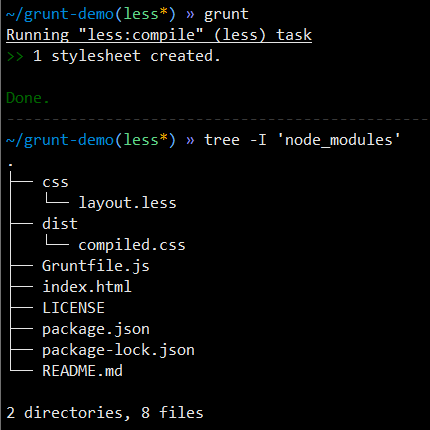 ~/grunt-demo(less*) » grunt
Running "less:compile" (less) task
>> 1 stylesheet created.

Done.
~/grunt-demo(less*) » tree -I 'node_modules'
.
├── css
│   └── layout.less
├── dist
│   └── compiled.css
├── Gruntfile.js
├── index.html
├── LICENSE
├── package.json
├── package-lock.json
└── README.md

2 directories, 8 files